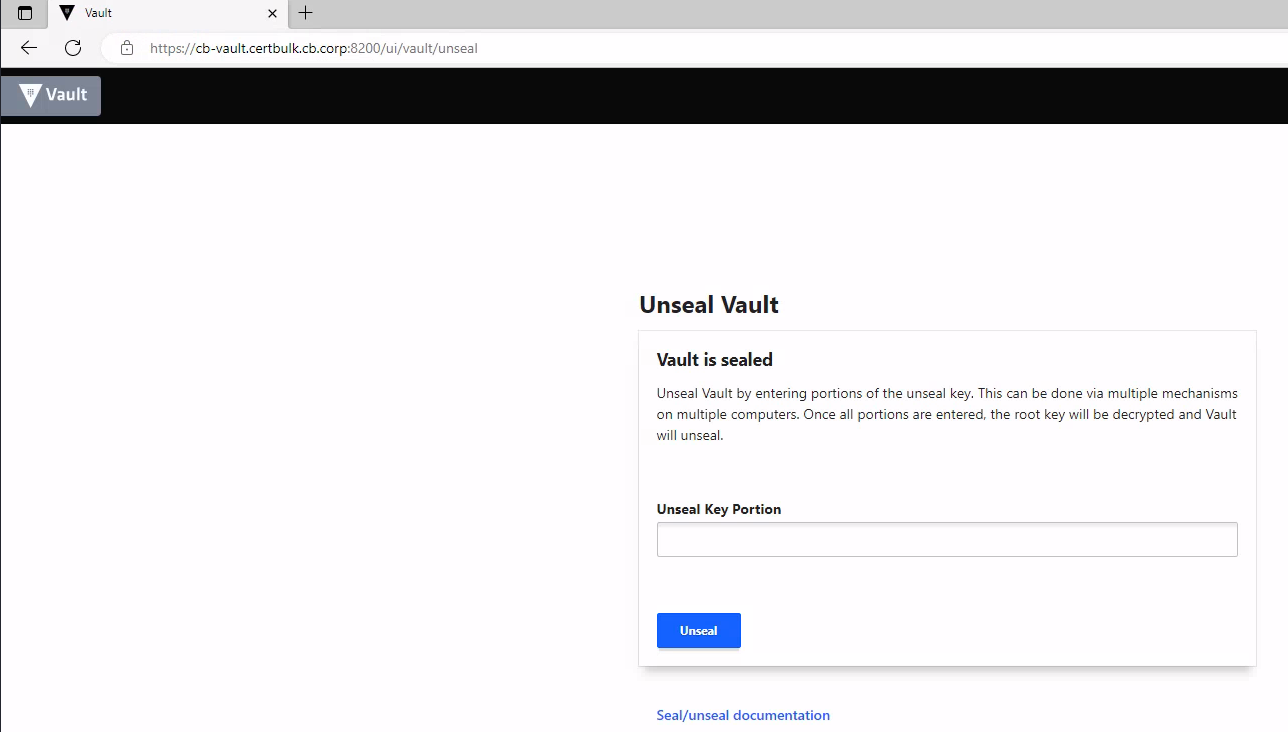 Vault
https://cb-vault.certbulk.cb.corp:8200/ui/vault/unseal
Vault
Unseal Vault
Vault is sealed
Unseal Vault by entering portions of the unseal key. This can be done via multiple mechanisms
on multiple computers. Once all portions are entered, the root key will be decrypted and Vault
will unseal.
Unseal Key Portion
Unseal
Seal/unseal documentation